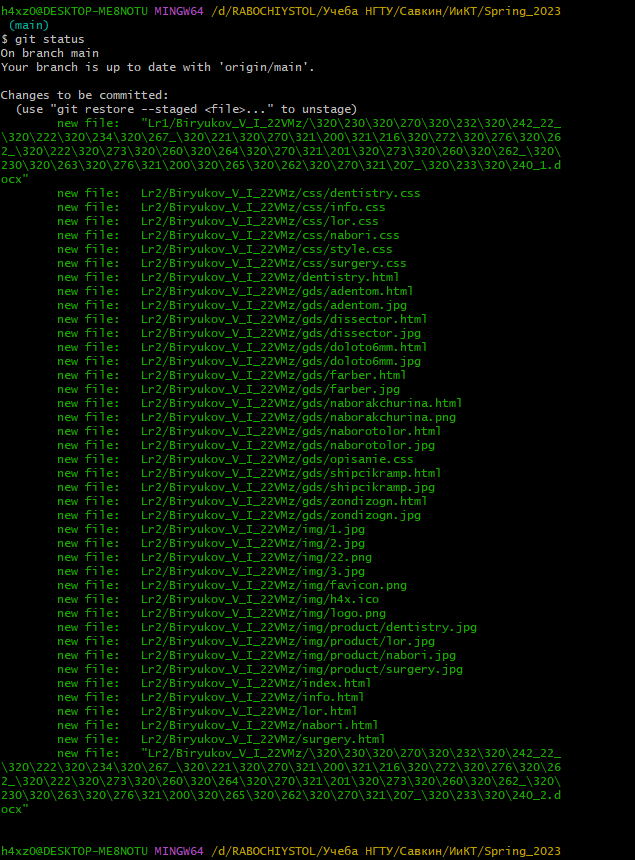 h4xz0@DESKTOP-ME8NOTU MINGW64 /d/RABOCHIYSTOL/Учеба НГТУ/Савкин/ИиКТ/Spring_2023
(main)
$ git status
On branch main
Your branch is up to date with 'origin/main'.
Changes to be committed:
(use "git restore --staged <file>..." to unstage)
new file:   "Lr1/Biryukov_V_I_22VMz/\320\230\320\270\320\232\320\242_22_
\320\222\320\234\320\267_\320\221\320\270\321\200\321\216\320\272\320\276\320\26
2_\320\222\320\273\320\260\320\264\320\270\321\201\320\273\320\260\320\262_\320\
230\320\263\320\276\321\200\320\265\320\262\320\270\321\207_\320\233\320\240_1.d
ocx"
new file:   Lr2/Biryukov_V_I_22VMz/css/dentistry.css
new file:   Lr2/Biryukov_V_I_22VMz/css/info.css
new file:   Lr2/Biryukov_V_I_22VMz/css/lor.css
new file:   Lr2/Biryukov_V_I_22VMz/css/nabori.css
new file:   Lr2/Biryukov_V_I_22VMz/css/style.css
new file:   Lr2/Biryukov_V_I_22VMz/css/surgery.css
new file:   Lr2/Biryukov_V_I_22VMz/dentistry.html
new file:   Lr2/Biryukov_V_I_22VMz/gds/adentom.html
new file:   Lr2/Biryukov_V_I_22VMz/gds/adentom.jpg
new file:   Lr2/Biryukov_V_I_22VMz/gds/dissector.html
new file:   Lr2/Biryukov_V_I_22VMz/gds/dissector.jpg
new file:   Lr2/Biryukov_V_I_22VMz/gds/doloto6mm.html
new file:   Lr2/Biryukov_V_I_22VMz/gds/doloto6mm.jpg
new file:   Lr2/Biryukov_V_I_22VMz/gds/farber.html
new file:   Lr2/Biryukov_V_I_22VMz/gds/farber.jpg
new file:   Lr2/Biryukov_V_I_22VMz/gds/naborakchurina.html
new file:   Lr2/Biryukov_V_I_22VMz/gds/naborakchurina.png
new file:   Lr2/Biryukov_V_I_22VMz/gds/naborotolor.html
new file:   Lr2/Biryukov_V_I_22VMz/gds/naborotolor.jpg
new file:   Lr2/Biryukov_V_I_22VMz/gds/opisanie.css
new file:   Lr2/Biryukov_V_I_22VMz/gds/shipcikramp.html
new file:   Lr2/Biryukov_V_I_22VMz/gds/shipcikramp.jpg
new file:   Lr2/Biryukov_V_I_22VMz/gds/zondizogn.html
new file:   Lr2/Biryukov_V_I_22VMz/gds/zondizogn.jpg
new file:   Lr2/Biryukov_V_I_22VMz/img/1.jpg
new file:   Lr2/Biryukov_V_I_22VMz/img/2.jpg
new file:   Lr2/Biryukov_V_I_22VMz/img/22.png
new file:   Lr2/Biryukov_V_I_22VMz/img/3.jpg
new file:   Lr2/Biryukov_V_I_22VMz/img/favicon.png
new file:   Lr2/Biryukov_V_I_22VMz/img/h4x.ico
new file:   Lr2/Biryukov_V_I_22VMz/img/logo.png
new file:   Lr2/Biryukov_V_I_22VMz/img/product/dentistry.jpg
new file:   Lr2/Biryukov_V_I_22VMz/img/product/lor.jpg
new file:   Lr2/Biryukov_V_I_22VMz/img/product/nabori.jpg
new file:   Lr2/Biryukov_V_I_22VMz/img/product/surgery.jpg
new file:   Lr2/Biryukov_V_I_22VMz/index.html
new file:   Lr2/Biryukov_V_I_22VMz/info.html
new file:   Lr2/Biryukov_V_I_22VMz/lor.html
new file:   Lr2/Biryukov_V_I_22VMz/nabori.html
new file:   Lr2/Biryukov_V_I_22VMz/surgery.html
new file:   "Lr2/Biryukov_V_I_22VMz/\320\230\320\270\320\232\320\242_22_
\320\222\320\234\320\267_\320\221\320\270\321\200\321\216\320\272\320\276\320\26
2_\320\222\320\273\320\260\320\264\320\270\321\201\320\273\320\260\320\262_\320\
230\320\263\320\276\321\200\320\265\320\262\320\270\321\207_\320\233\320\240_2.d
ocx"
h4xz0@DESKTOP-ME8NOTU MINGW64 /d/RABOCHIYSTOL/Учеба НГТУ/Савкин/ИиКТ/Spring_2023